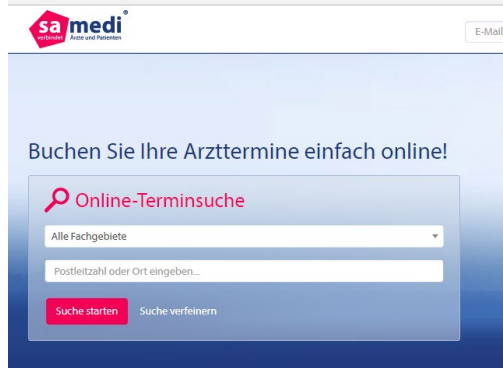 samedi®
verbindet Ärzte und Patienten
E-Mail
Buchen Sie Ihre Arzttermine einfach online!
Online-Terminsuche
Alle Fachgebiete
Postleitzahl oder Ort eingeben...
Suche starten Suche verfeinern